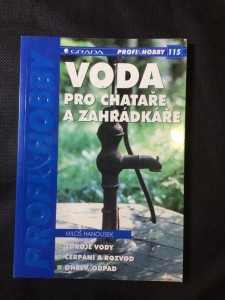 GRADA
PROFI & HOBBY 115
VODA
PRO CHATAŘE
A ZAHRÁDKÁŘE
PROFI & HOBBY
MILOŠ HANOUSEK
ZDROJE VODY
ČERPÁNÍ A ROZVOD
OHŘEV, ODPAD